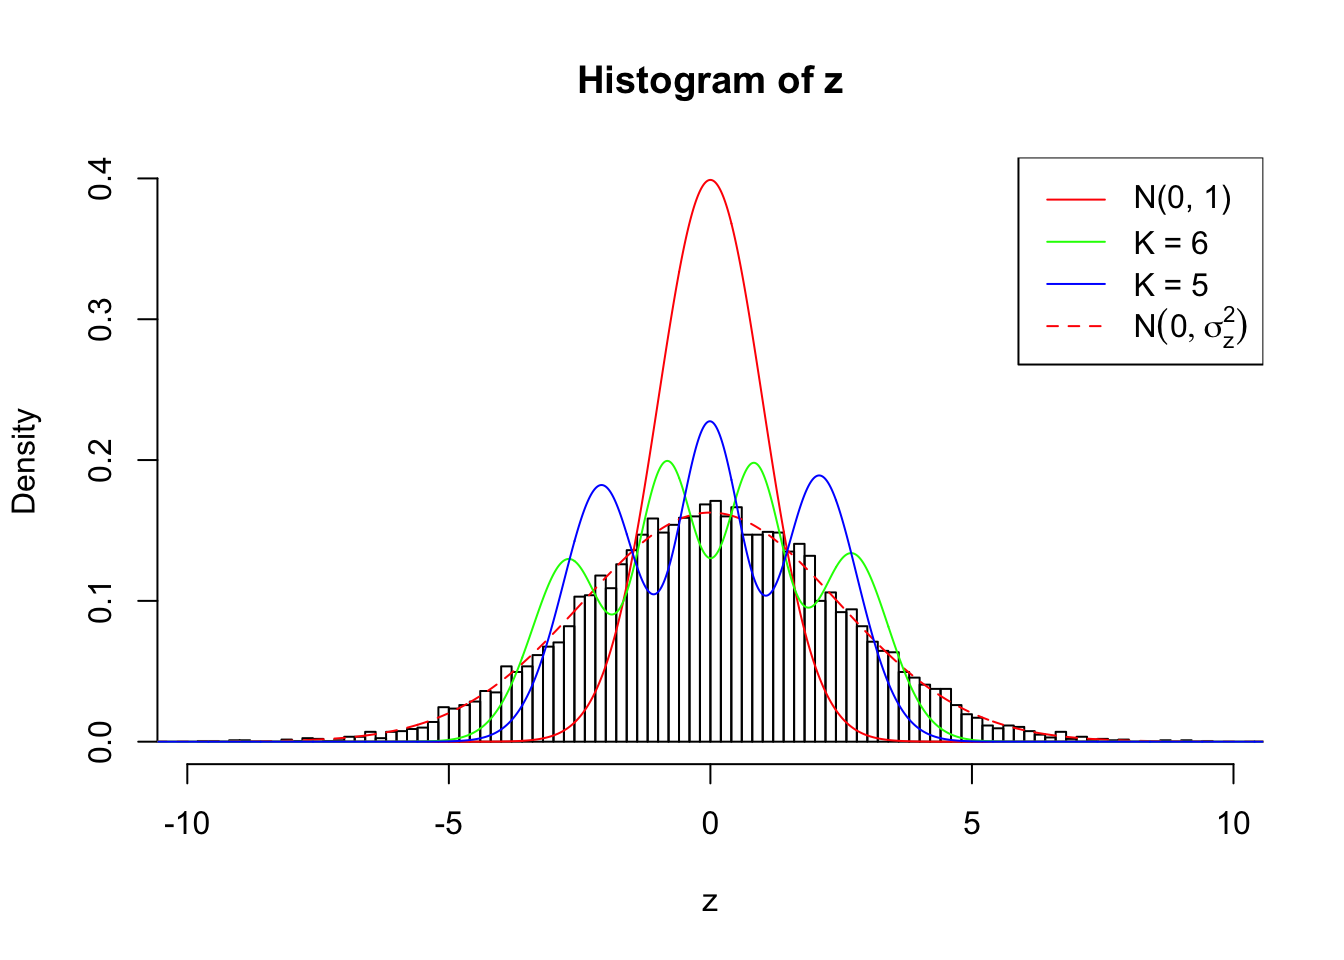 Histogram of z
Density
0.4
0.3
0.2
0.1
0.0
N(0, 1)
K = 6
K = 5
N(0, σz²)
-10 -5 0 5 10
z